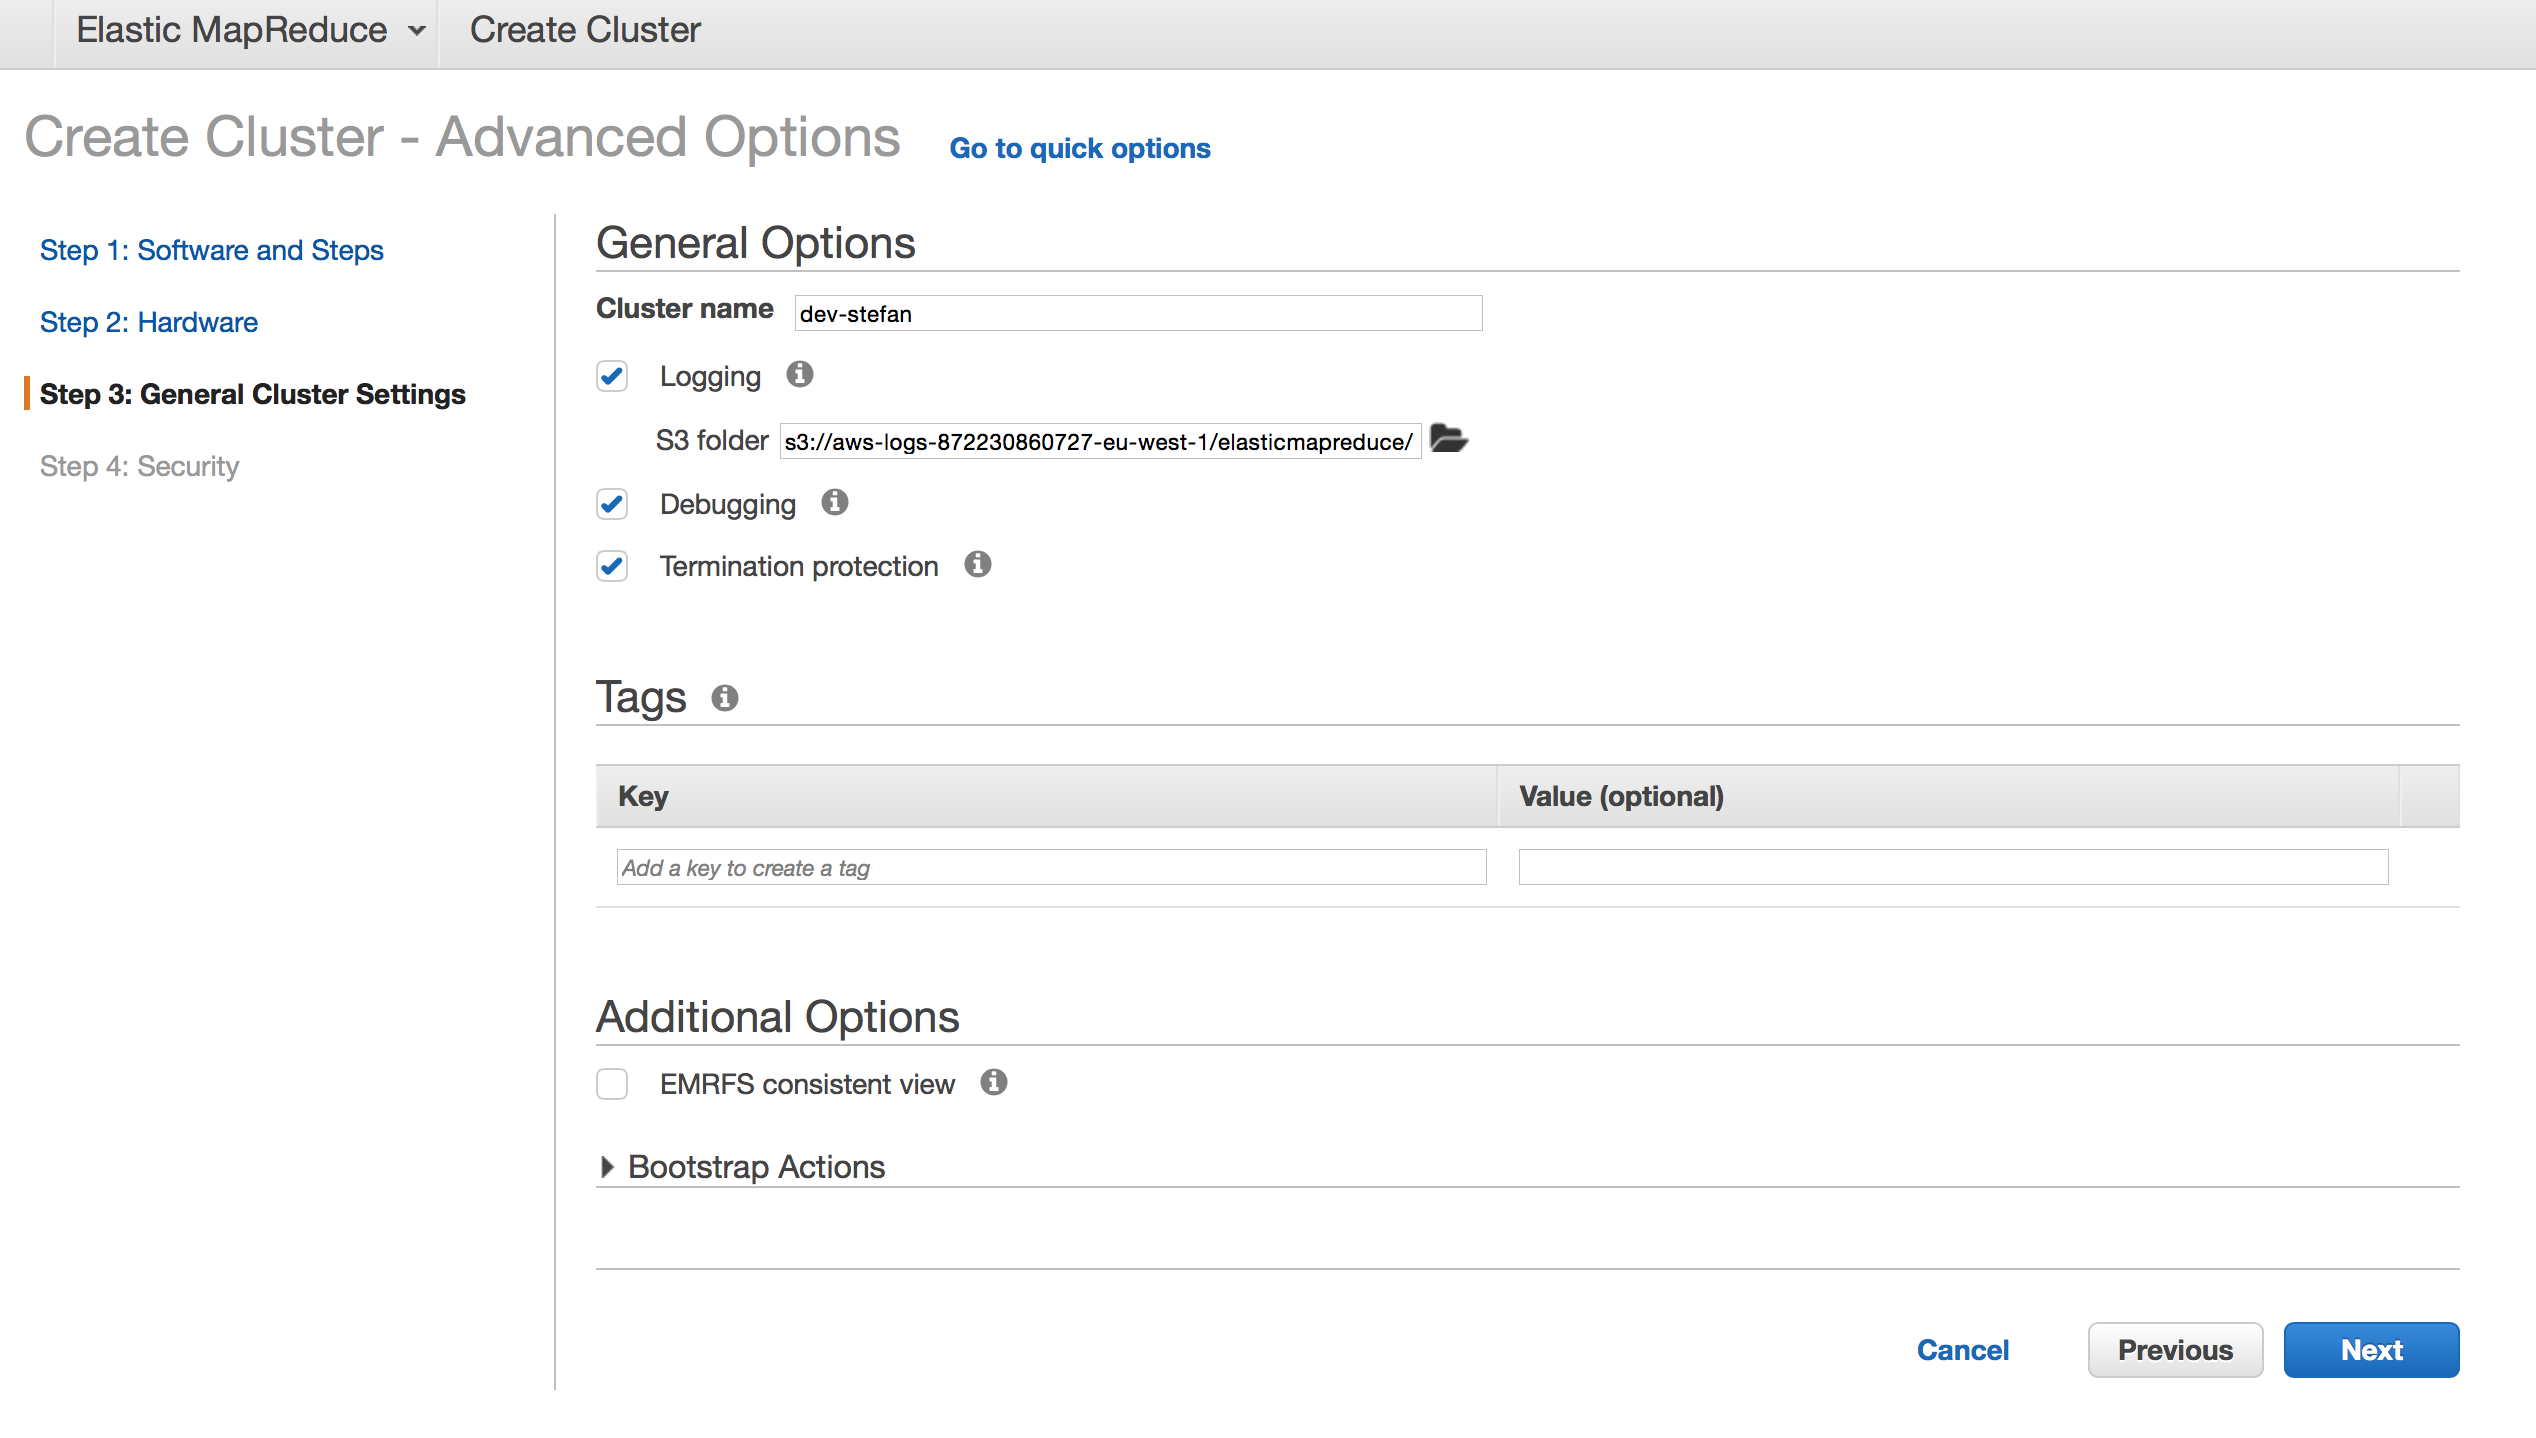 Elastic MapReduce Create Cluster
Create Cluster - Advanced Options Go to quick options
Step 1: Software and Steps
Step 2: Hardware
Step 3: General Cluster Settings
Step 4: Security
General Options
Cluster name dev-stefan
Logging
S3 folder s3://aws-logs-872230860727-eu-west-1/elasticmapreduce/
Debugging
Termination protection
Tags
Key Value (optional)
Add a key to create a tag
Additional Options
EMRFS consistent view
Bootstrap Actions
Cancel Previous Next